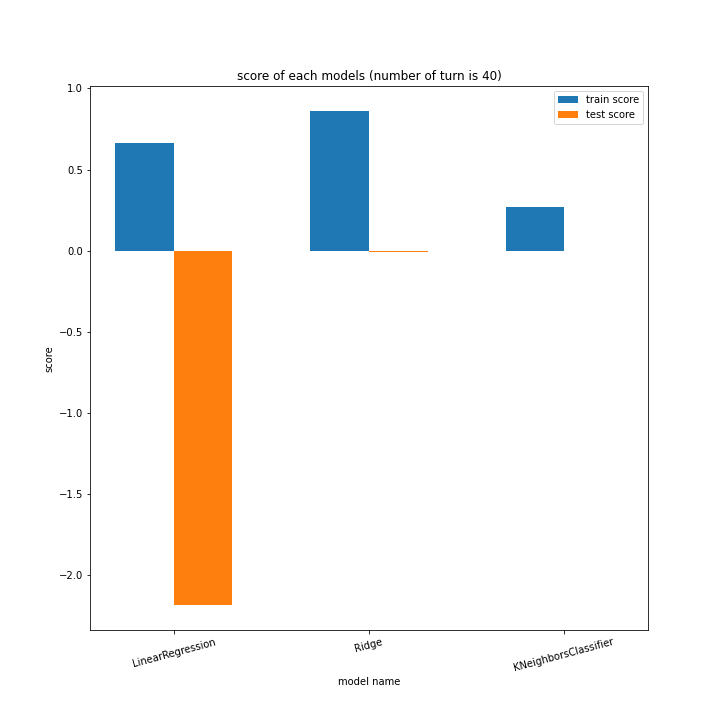 score of each models (number of turn is 40)
train score
test score
1.0
0.5
0.0
−0.5
−1.0
−1.5
−2.0
score
LinearRegression
Ridge
KNeighborsClassifier
model name